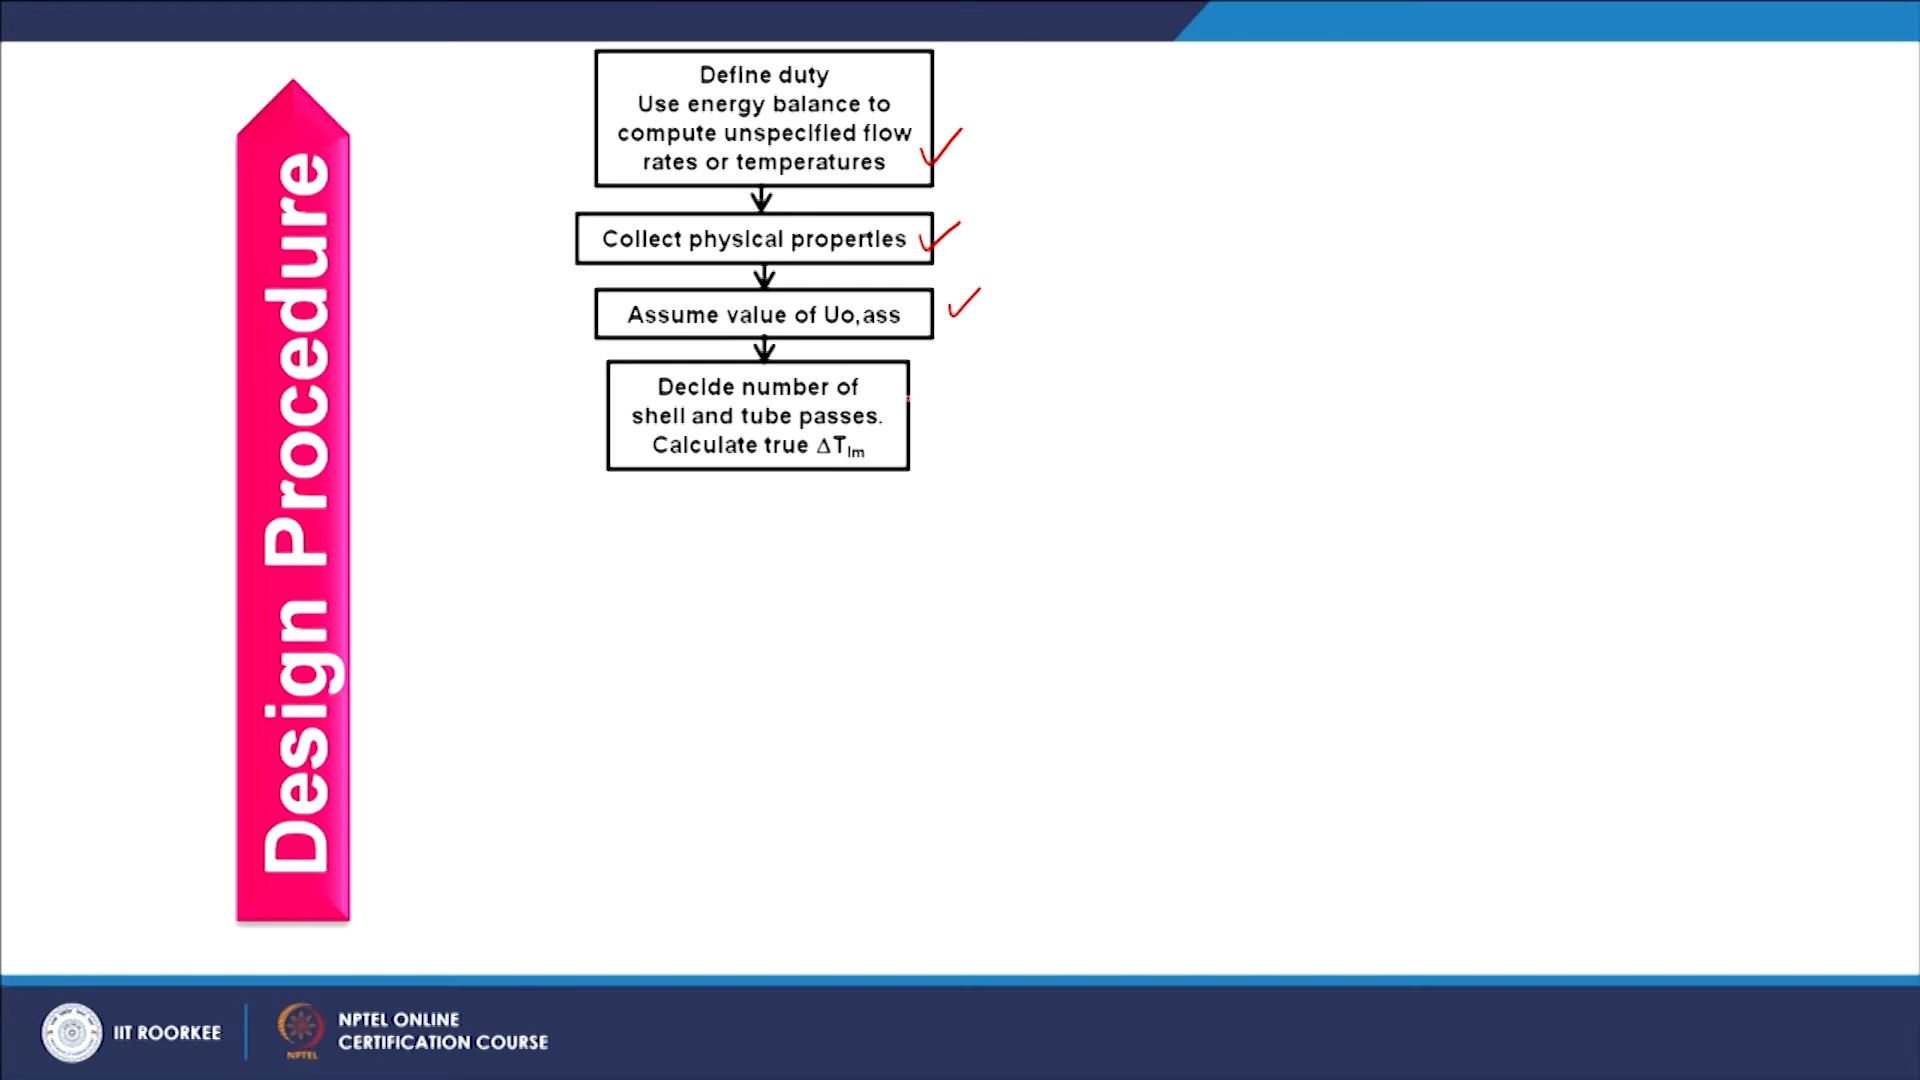 Design Procedure
Define duty
Use energy balance to
compute unspecified flow
rates or temperatures
Collect physical properties
Assume value of Uo,ass
Decide number of
shell and tube passes.
Calculate true ΔTlm
IIT ROORKEE
NPTEL
NPTEL ONLINE
CERTIFICATION COURSE